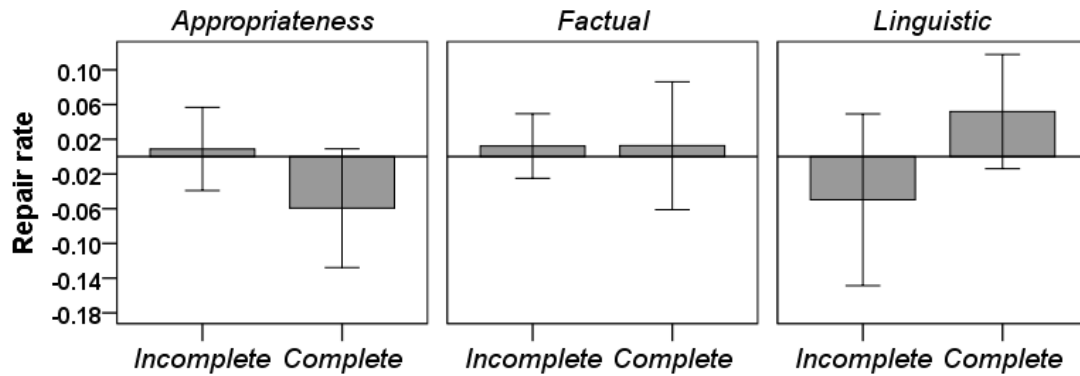 Appropriateness Factual Linguistic
Repair rate
0.10
0.06
0.02
-0.02
-0.06
-0.10
-0.14
-0.18
Incomplete Complete Incomplete Complete Incomplete Complete